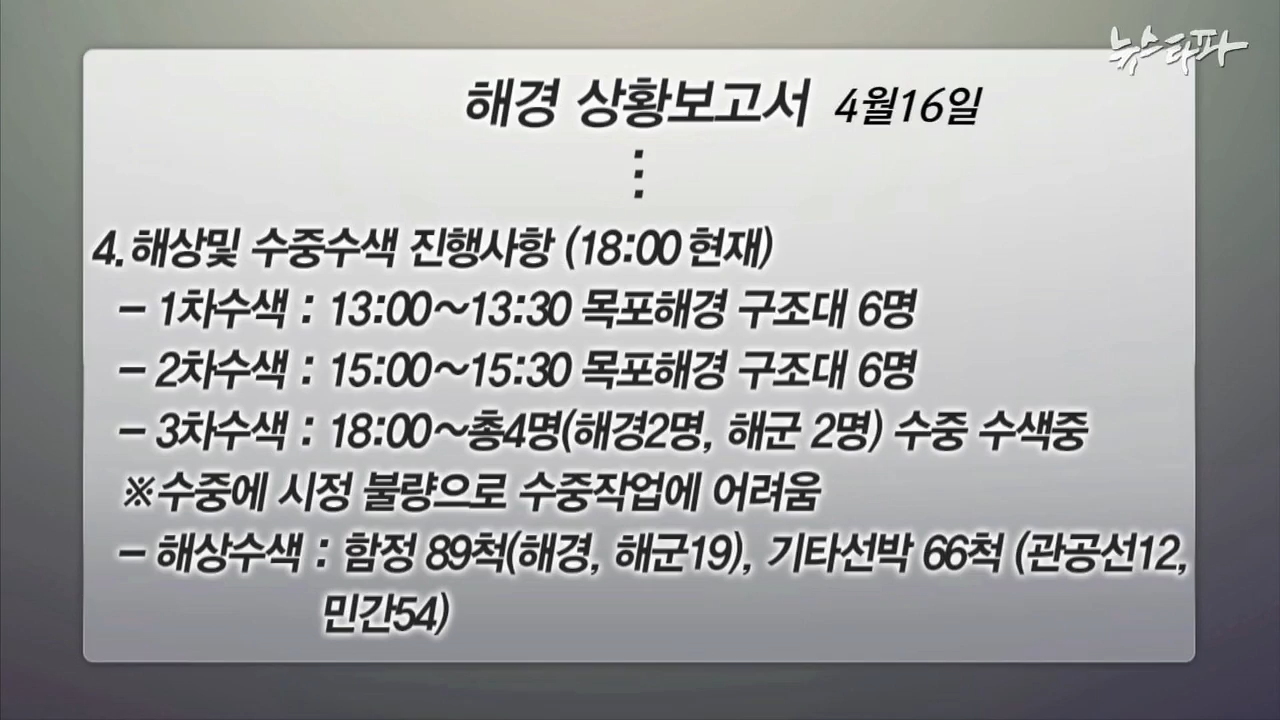 뉴스타파
해경 상황보고서 4월16일
⋮
4. 해상및 수중수색 진행사항 (18:00 현재)
- 1차수색 : 13:00~13:30 목포해경 구조대 6명
- 2차수색 : 15:00~15:30 목포해경 구조대 6명
- 3차수색 : 18:00~총4명(해경2명, 해군 2명) 수중 수색중
※수중에 시정 불량으로 수중작업에 어려움
- 해상수색 : 함정 89척(해경, 해군19), 기타선박 66척 (관공선12,
민간54)